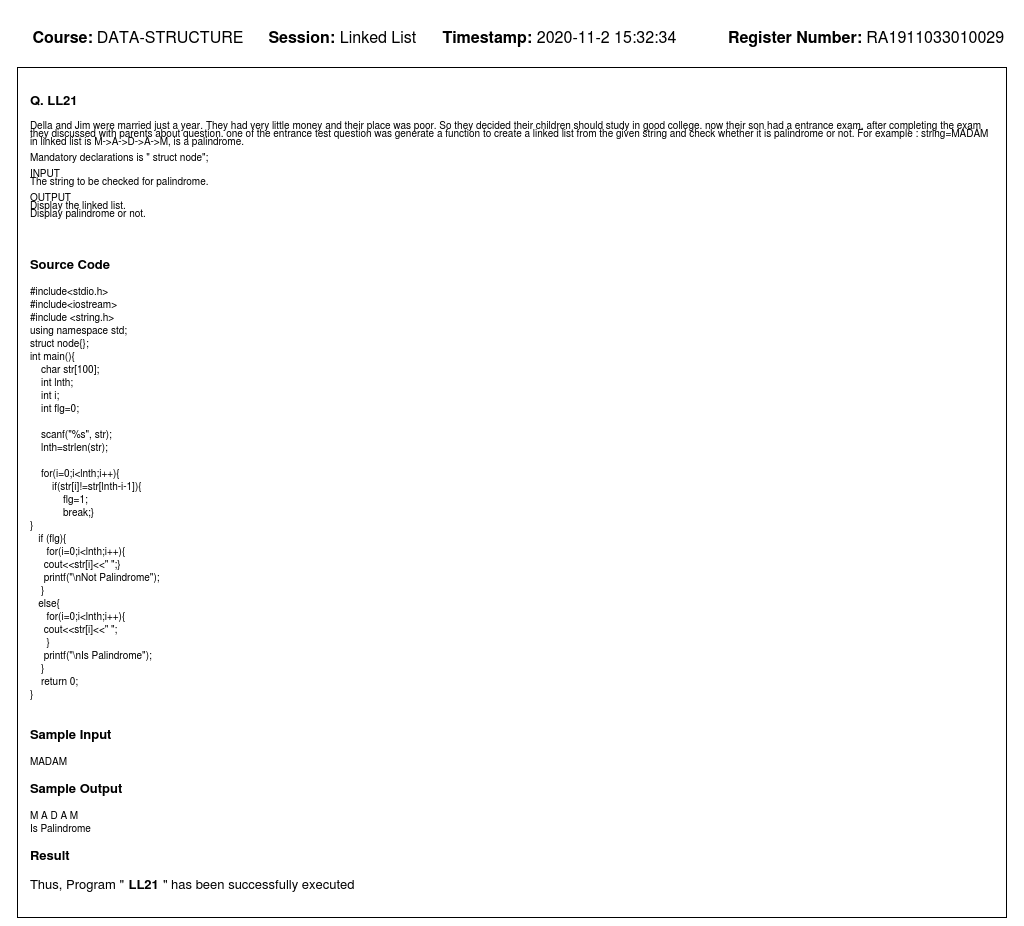 Course: DATA-STRUCTURE Session: Linked List Timestamp: 2020-11-2 15:32:34 Register Number: RA1911033010029
Q. LL21
Della and Jim were married just a year. They had very little money and their place was poor. So they decided their children should study in good college. now their son had a entrance exam, after completing the exam
they discussed with parents about question. one of the entrance test question was generate a function to create a linked list from the given string and check whether it is palindrome or not. For example : string=MADAM
in linked list is M->A->D->A->M, is a palindrome.
Mandatory declarations is " struct node";
INPUT
The string to be checked for palindrome.
OUTPUT
Display the linked list.
Display palindrome or not.
Source Code
#include<stdio.h>
#include<iostream>
#include <string.h>
using namespace std;
struct node{};
int main(){
char str[100];
int lnth;
int i;
int flg=0;
scanf("%s", str);
lnth=strlen(str);
for(i=0;i<lnth;i++){
if(str[i]!=str[lnth-i-1]){
flg=1;
break;}
}
if (flg){
for(i=0;i<lnth;i++){
cout<<str[i]<<" ";}
printf("\nNot Palindrome");
}
else{
for(i=0;i<lnth;i++){
cout<<str[i]<<" ";
}
printf("\nIs Palindrome");
}
return 0;
}
Sample Input
MADAM
Sample Output
M A D A M
Is Palindrome
Result
Thus, Program " LL21 " has been successfully executed